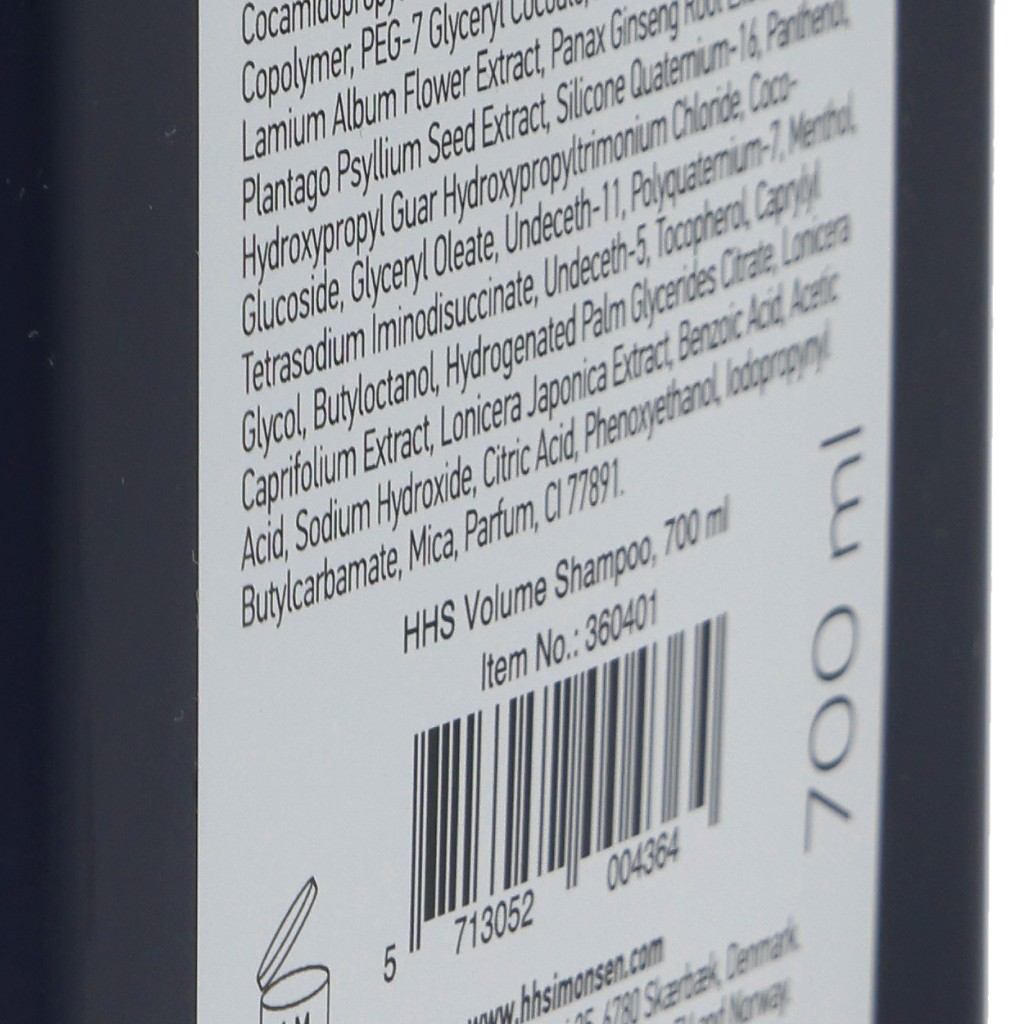 Copolymer, PEG-7 Glyceryl Cocoate,
Lamium Album Flower Extract, Panax Ginseng Root
Plantago Psyllium Seed Extract, Silicone Quaternium-16, Panthenol,
Hydroxypropyl Guar Hydroxypropyltrimonium Chloride, Coco-
Glucoside, Glyceryl Oleate, Undeceth-11, Polyquaternium-7, Menthol,
Tetrasodium Iminodisuccinate, Undeceth-5, Tocopherol, Caprylyl
Glycol, Butyloctanol, Hydrogenated Palm Glycerides Citrate, Lonicera
Caprifolium Extract, Lonicera Japonica Extract, Benzoic Acid, Acetic
Acid, Sodium Hydroxide, Citric Acid, Phenoxyethanol, Iodopropynyl
Butylcarbamate, Mica, Parfum, CI 77891.
HHS Volume Shampoo, 700 ml
Item No.: 360401
5 713052 004364
700 ml
www.hhsimonsen.com
6780 Skærbæk, Denmark.
and Norway.